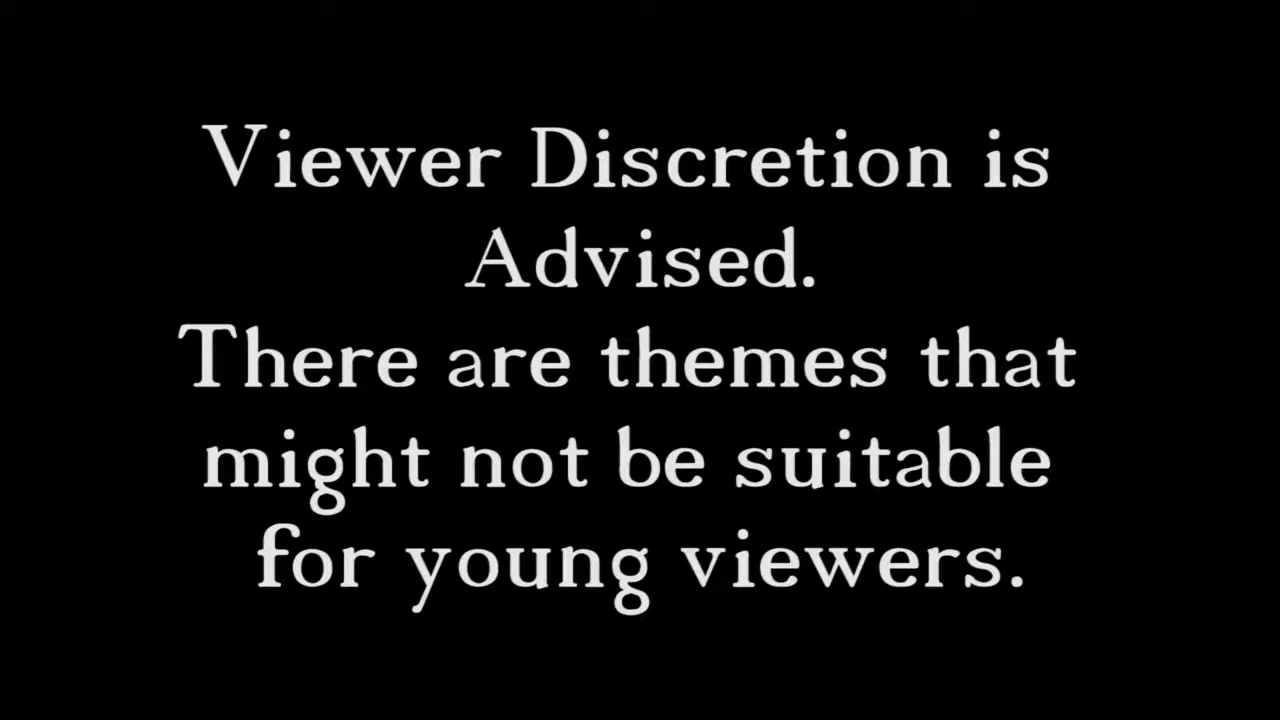 Viewer Discretion is
Advised.
There are themes that
might not be suitable
for young viewers.